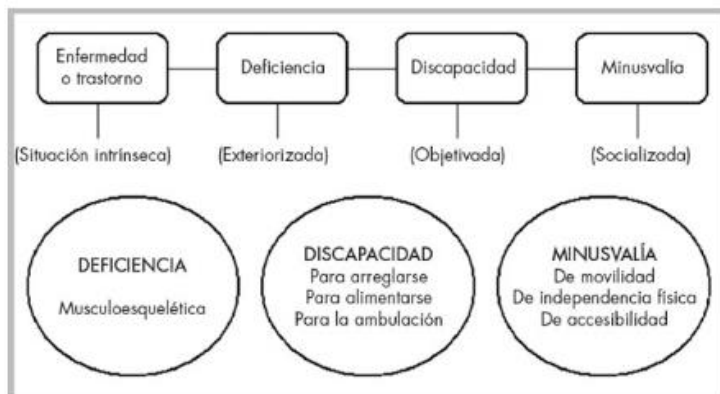 Enfermedad
o trastorno
Deficiencia
Discapacidad
Minusvalía
(Situación intrínseca)
(Exteriorizada)
(Objetivada)
(Socializada)
DEFICIENCIA
Musculoesquelética
DISCAPACIDAD
Para arreglarse
Para alimentarse
Para la ambulación
MINUSVALÍA
De movilidad
De independencia física
De accesibilidad